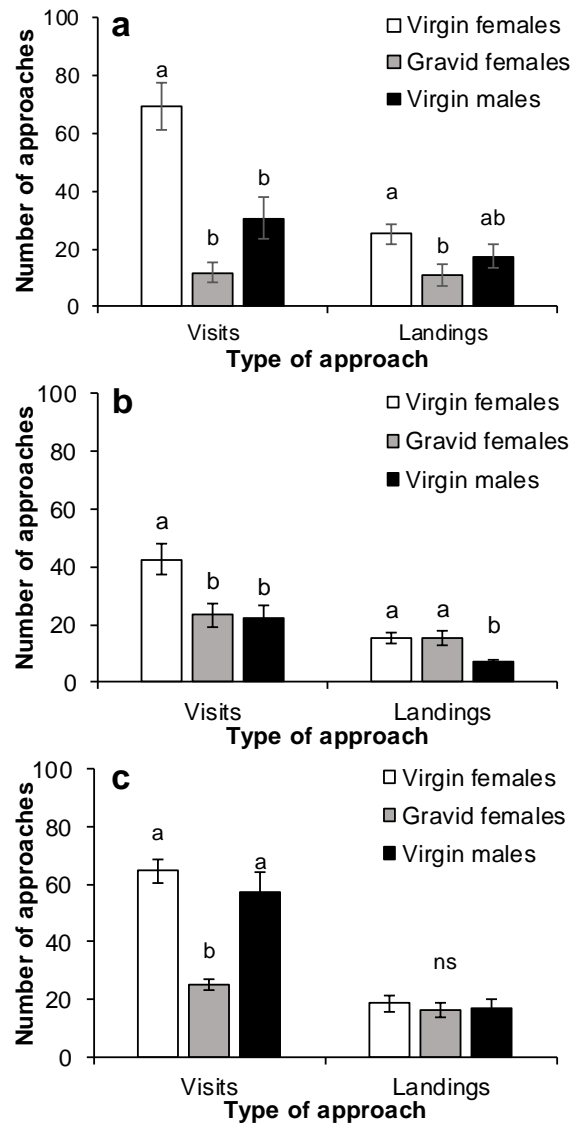 a
Number of approaches
100
80
60
40
20
0
Virgin females
Gravid females
Virgin males
a
b
b
a
b
ab
Visits
Landings
Type of approach
b
Number of approaches
100
80
60
40
20
0
Virgin females
Gravid females
Virgin males
a
b
b
a
a
b
Visits
Landings
Type of approach
c
Number of approaches
100
80
60
40
20
0
Virgin females
Gravid females
Virgin males
a
b
a
ns
Visits
Landings
Type of approach